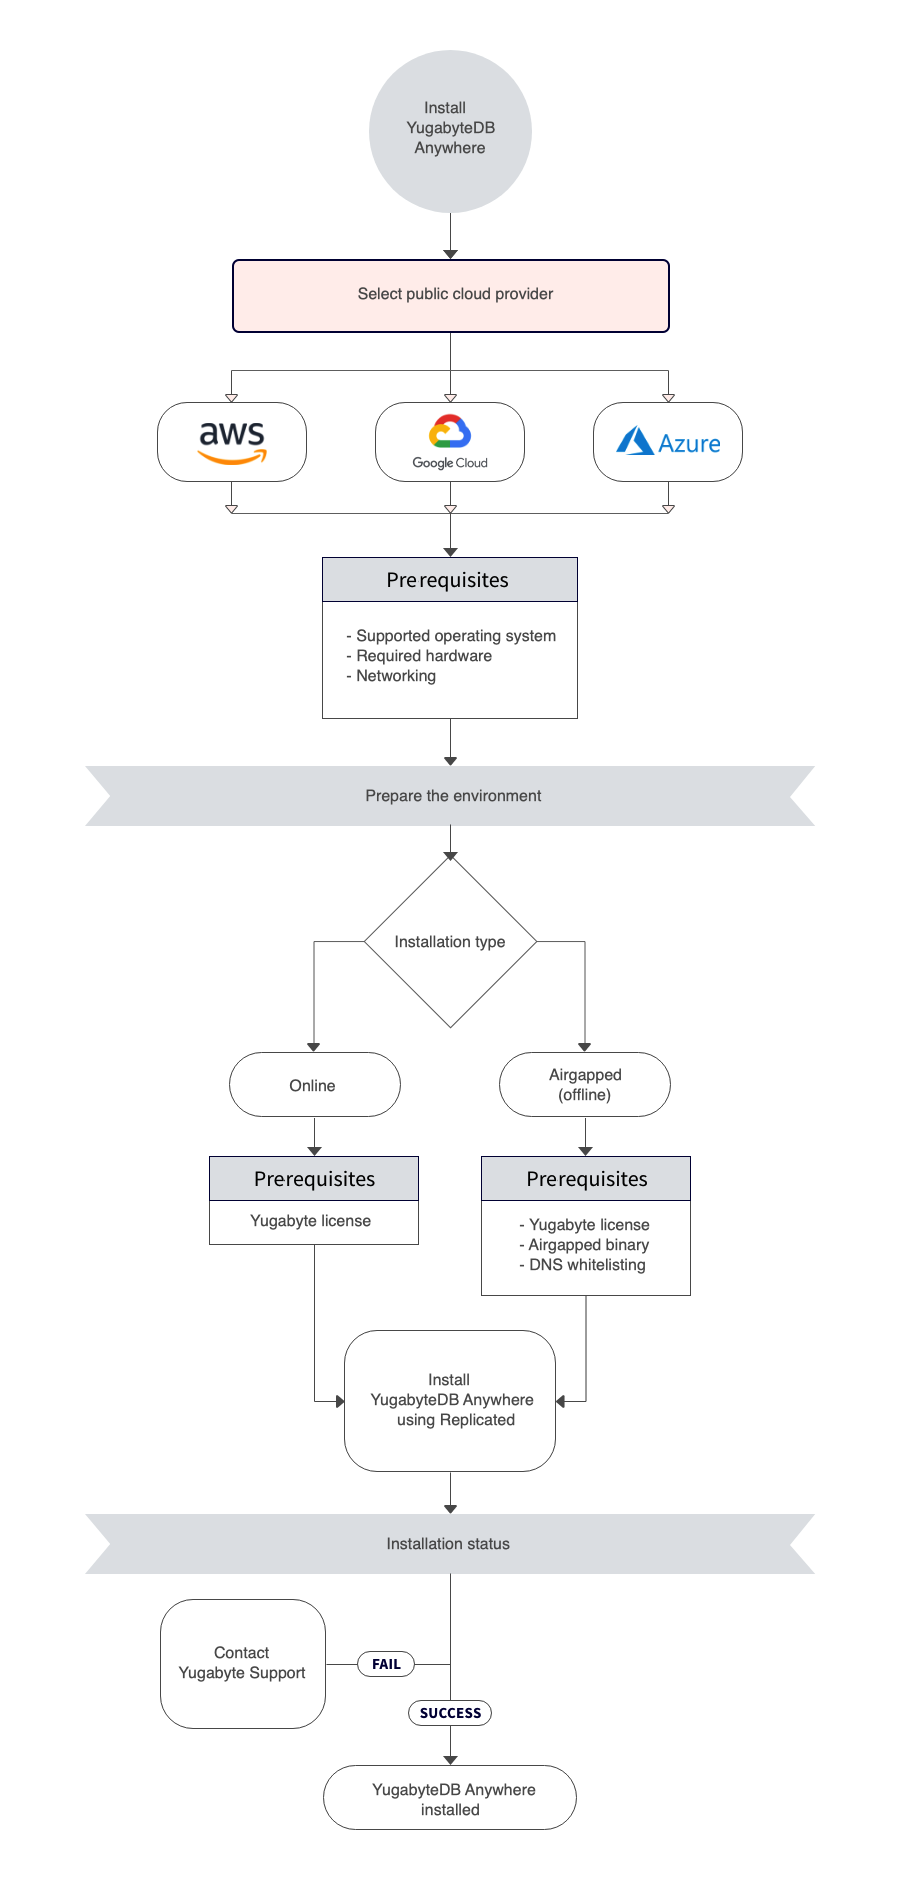 Install
YugabyteDB
Anywhere
Select public cloud provider
aws
Google Cloud
Azure
Prerequisites
- Supported operating system
- Required hardware
- Networking
Prepare the environment
Installation type
Online
Airgapped
(offline)
Prerequisites
Yugabyte license
Prerequisites
- Yugabyte license
- Airgapped binary
- DNS whitelisting
Install
YugabyteDB Anywhere
using Replicated
Installation status
Contact
Yugabyte Support
FAIL
SUCCESS
YugabyteDB Anywhere
installed